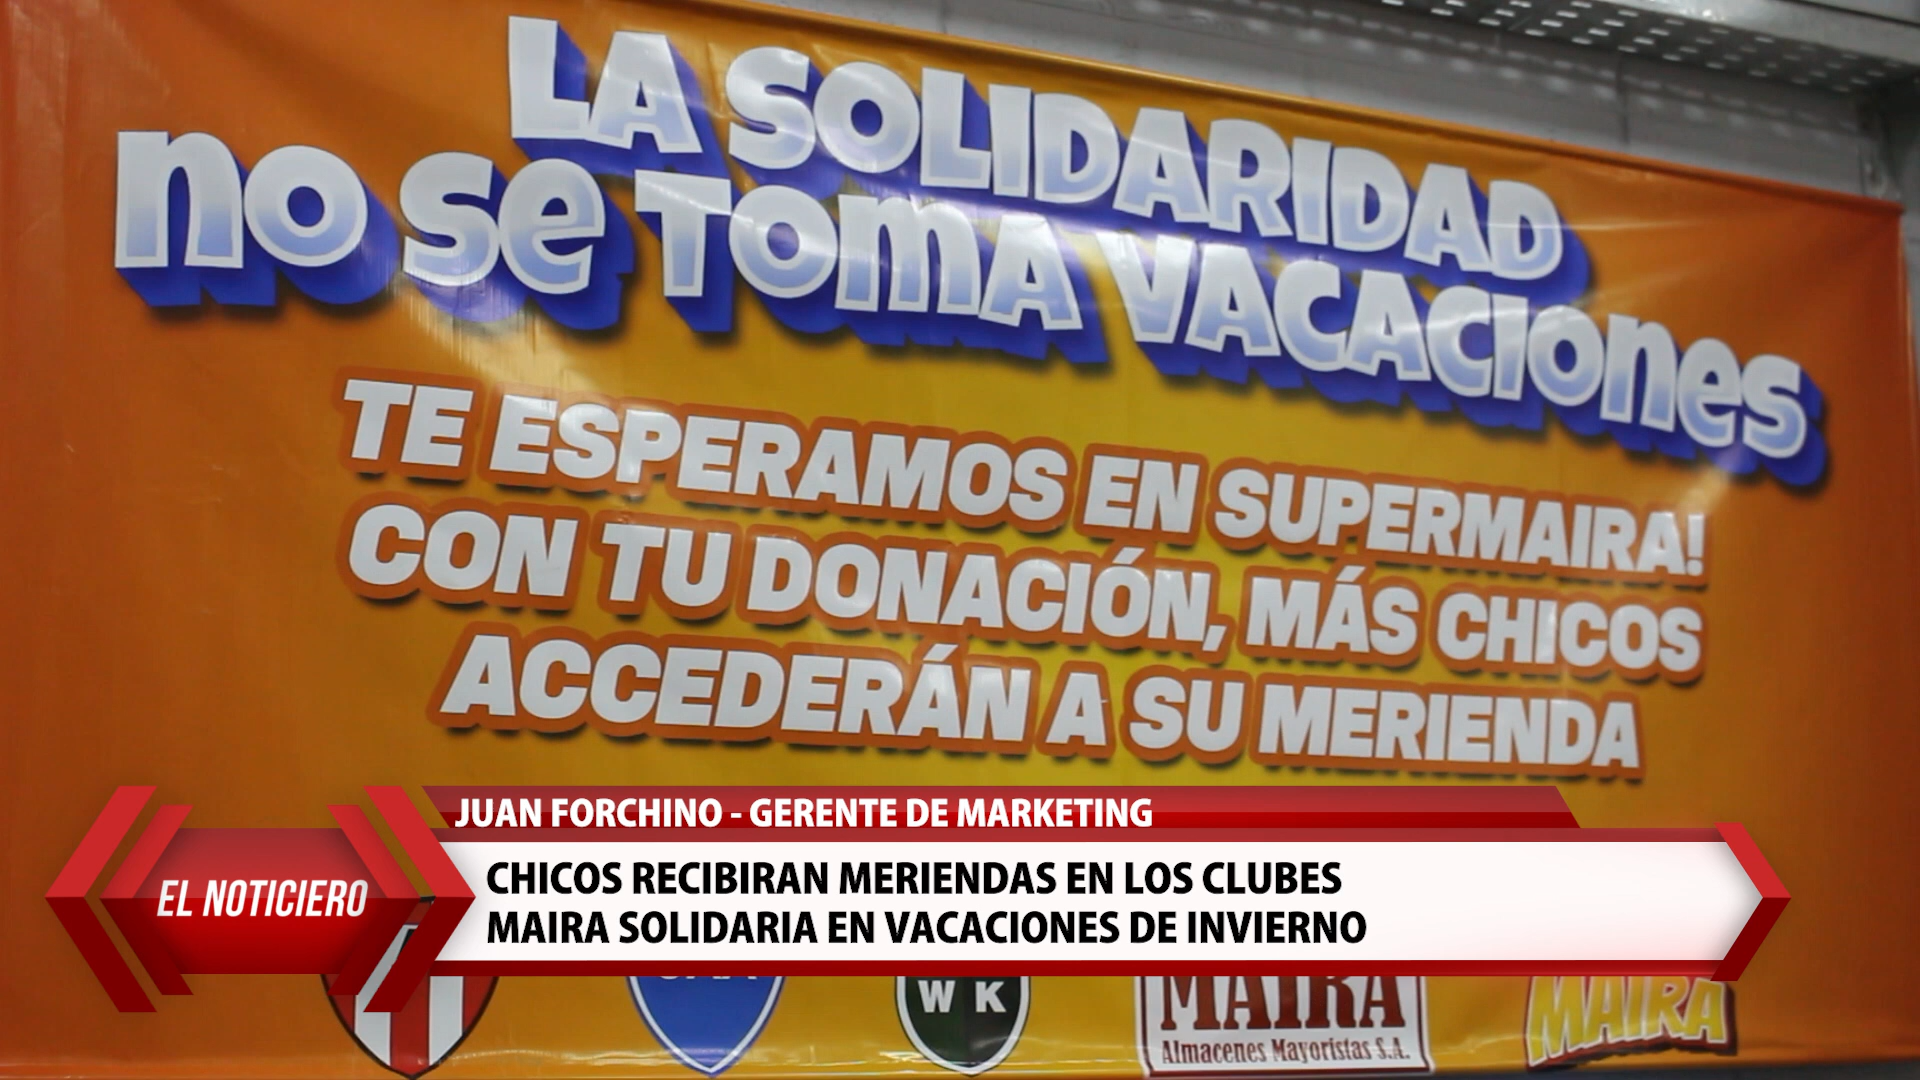 LA SOLIDARIDAD
no se toma vacaciones
TE ESPERAMOS EN SUPERMAIRA!
CON TU DONACIÓN, MÁS CHICOS
ACCEDERÁN A SU MERIENDA
JUAN FORCHINO - GERENTE DE MARKETING
EL NOTICIERO
CHICOS RECIBIRAN MERIENDAS EN LOS CLUBES
MAIRA SOLIDARIA EN VACACIONES DE INVIERNO
W K
MAIRA
Almacenes Mayoristas S.A.
MAIRA